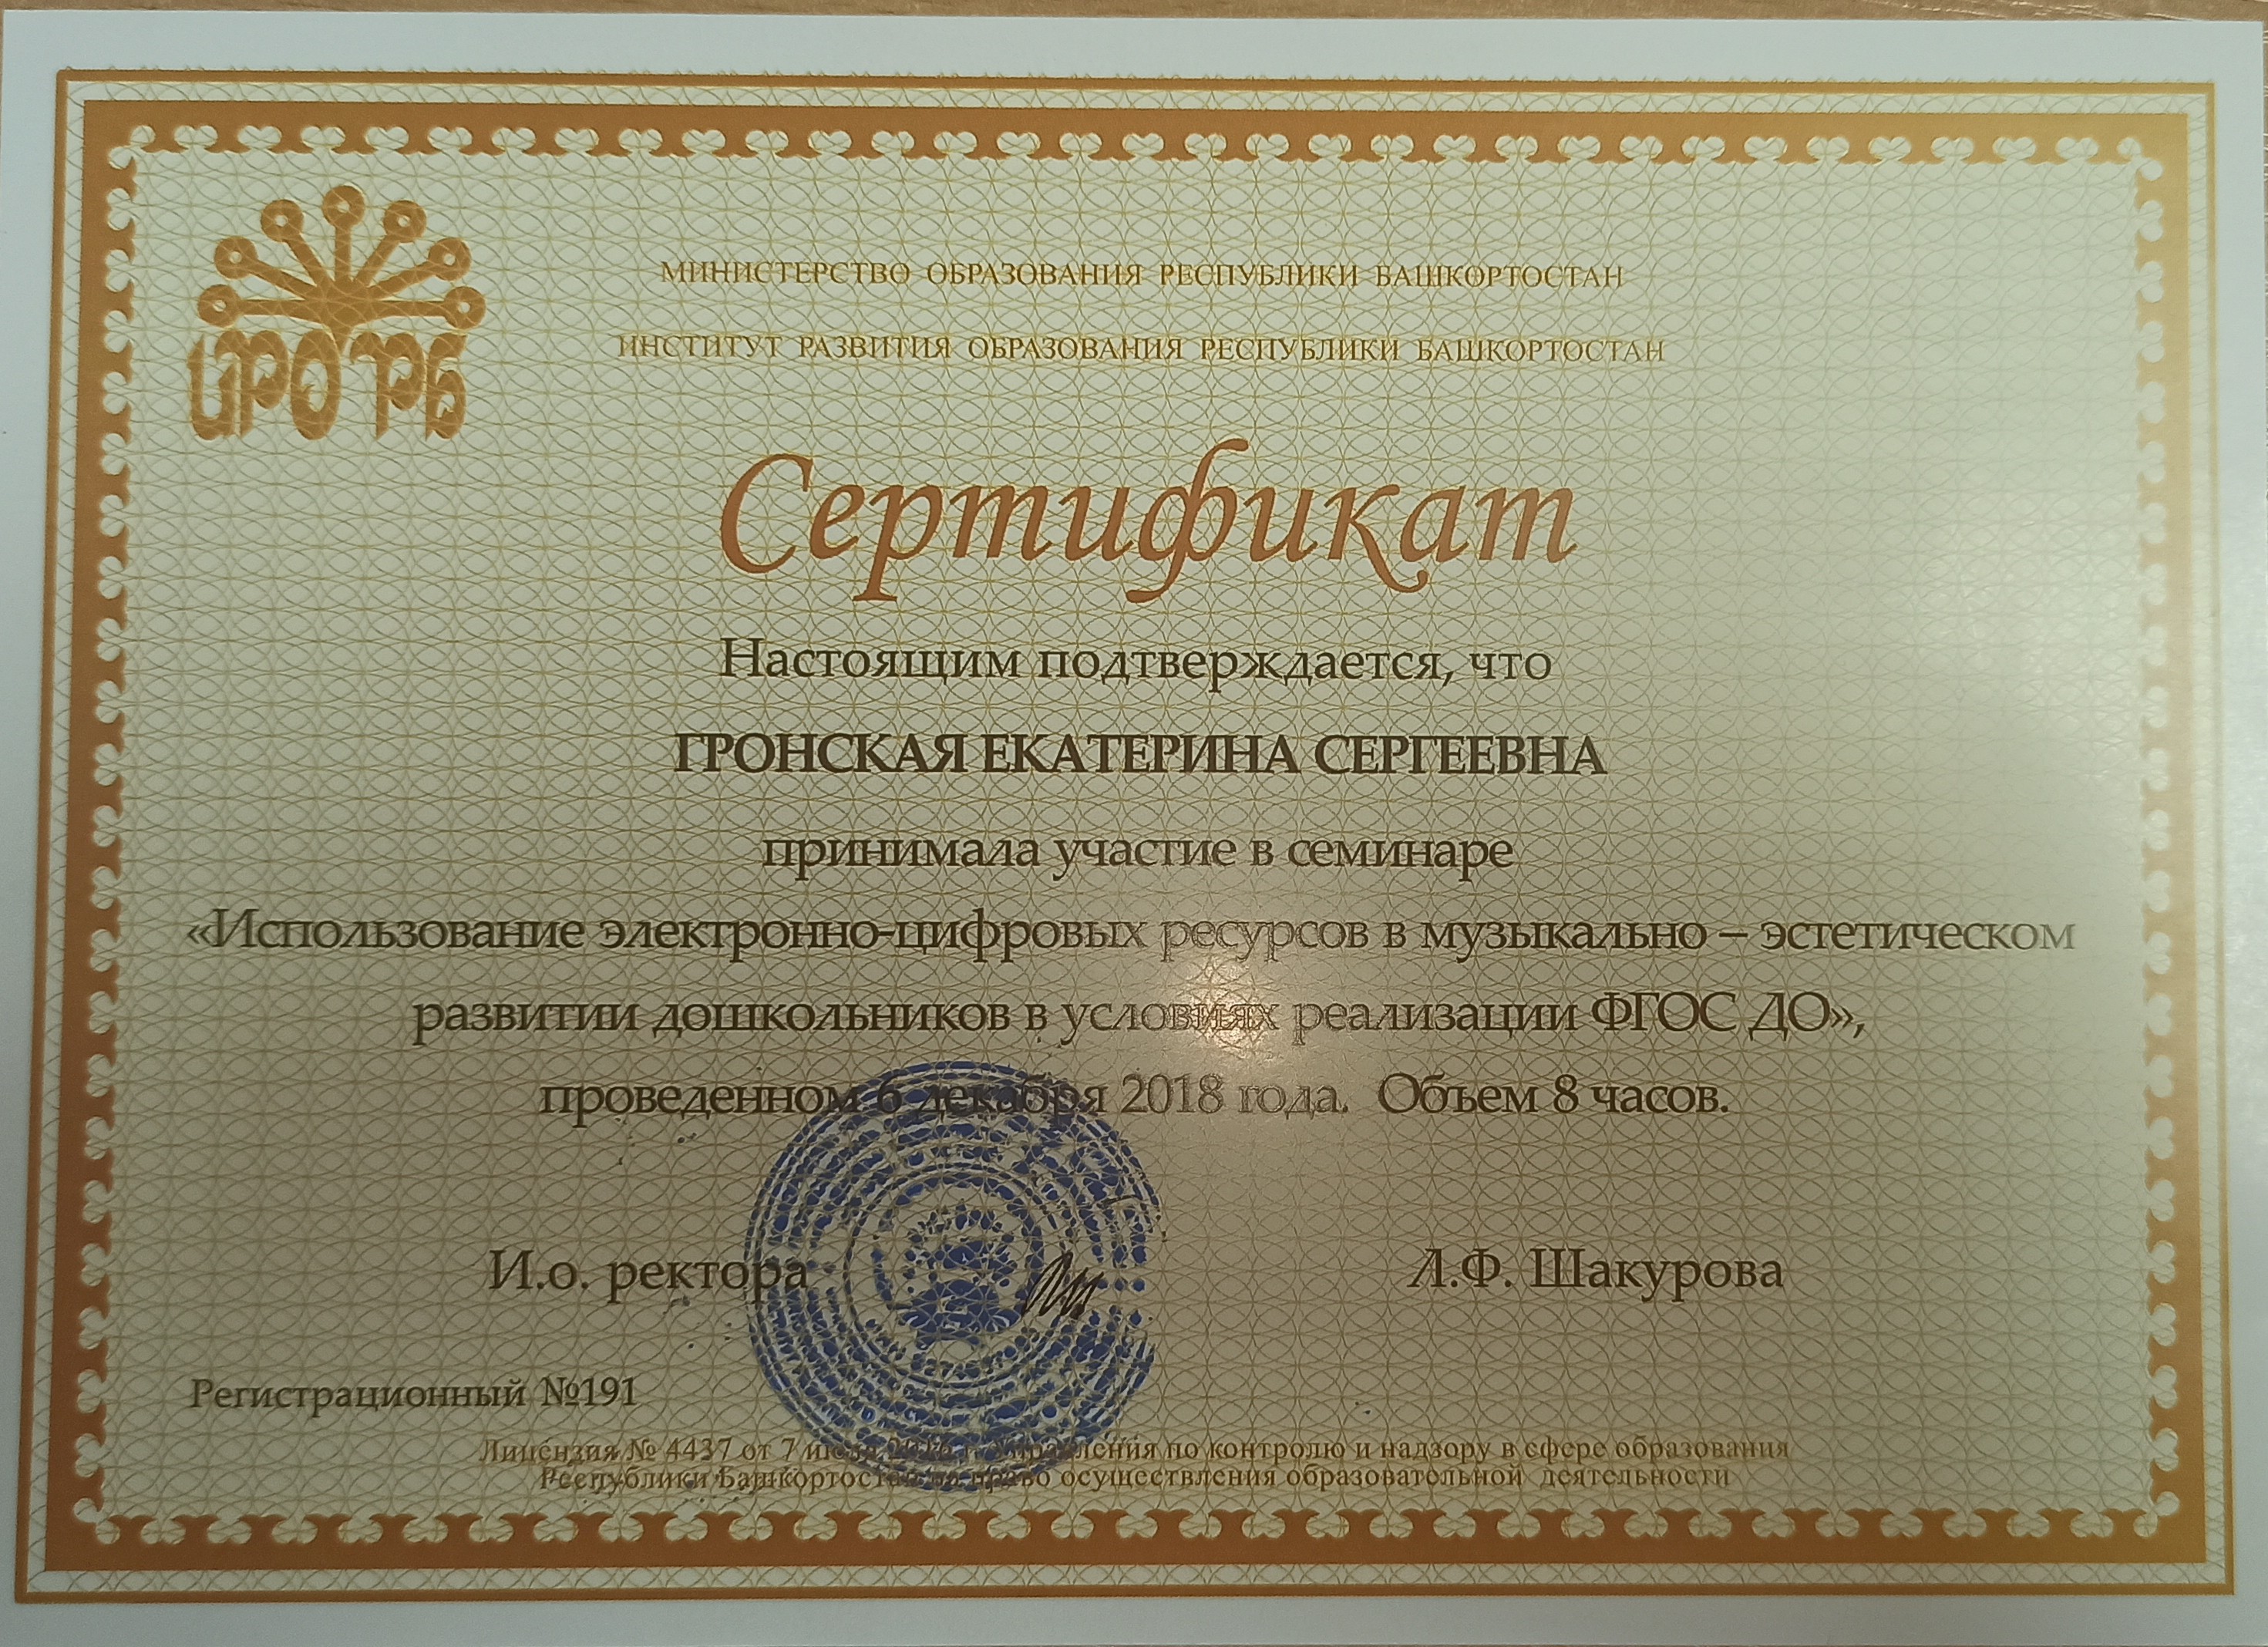 ИРО РБ
МИНИСТЕРСТВО ОБРАЗОВАНИЯ РЕСПУБЛИКИ БАШКОРТОСТАН
ИНСТИТУТ РАЗВИТИЯ ОБРАЗОВАНИЯ РЕСПУБЛИКИ БАШКОРТОСТАН
Сертификат
Настоящим подтверждается, что
ГРОНСКАЯ ЕКАТЕРИНА СЕРГЕЕВНА
принимала участие в семинаре
«Использование электронно-цифровых ресурсов в музыкально – эстетическом
развитии дошкольников в условиях реализации ФГОС ДО»,
проведенном 6 декабря 2018 года. Объем 8 часов.
И.о. ректора Л.Ф. Шакурова
Регистрационный №191
Лицензия № 4437 от 7 по контролю и надзору в сфере образования
Республики Башкортостан на право осуществления образовательной деятельности